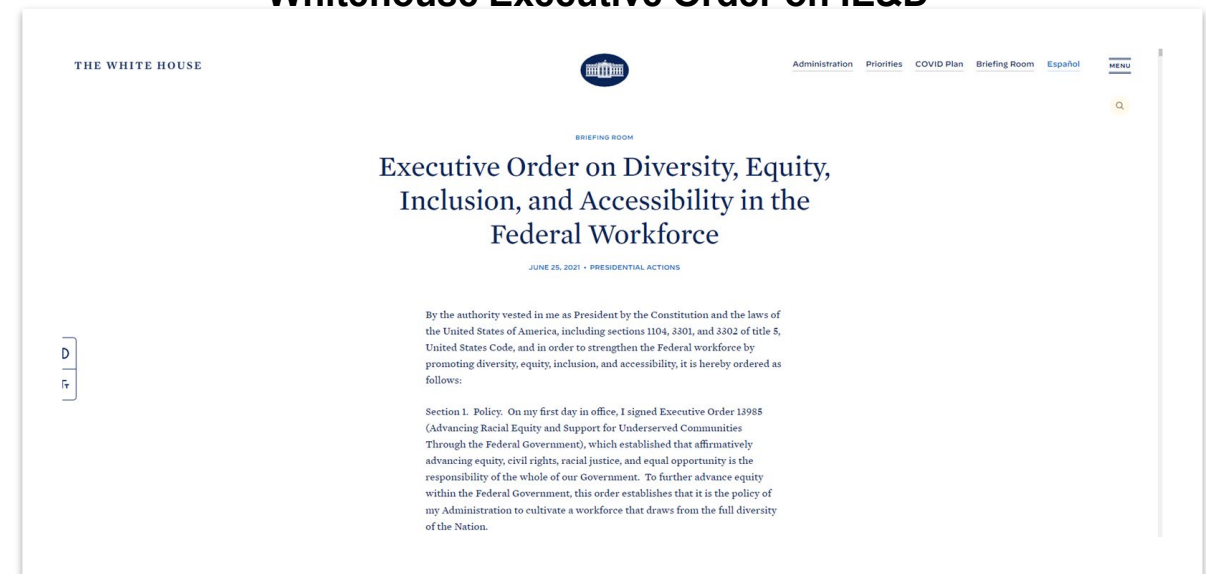 Whitehouse Executive Order on IE&D
THE WHITE HOUSE
Administration Priorities COVID Plan Briefing Room Español MENU
BRIEFING ROOM
Executive Order on Diversity, Equity,
Inclusion, and Accessibility in the
Federal Workforce
JUNE 25, 2021 • PRESIDENTIAL ACTIONS
By the authority vested in me as President by the Constitution and the laws of
the United States of America, including sections 1104, 3301, and 3302 of title 5,
United States Code, and in order to strengthen the Federal workforce by
promoting diversity, equity, inclusion, and accessibility, it is hereby ordered as
follows:
Section 1. Policy. On my first day in office, I signed Executive Order 13985
(Advancing Racial Equity and Support for Underserved Communities
Through the Federal Government), which established that affirmatively
advancing equity, civil rights, racial justice, and equal opportunity is the
responsibility of the whole of our Government. To further advance equity
within the Federal Government, this order establishes that it is the policy of
my Administration to cultivate a workforce that draws from the full diversity
of the Nation.